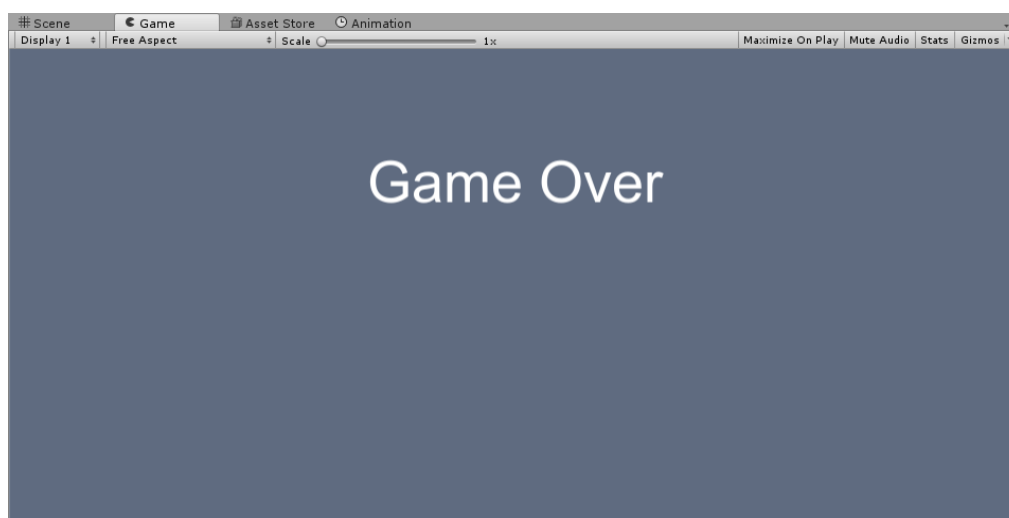 Scene Game Asset Store Animation
Display 1 Free Aspect Scale 1x Maximize On Play Mute Audio Stats Gizmos
Game Over